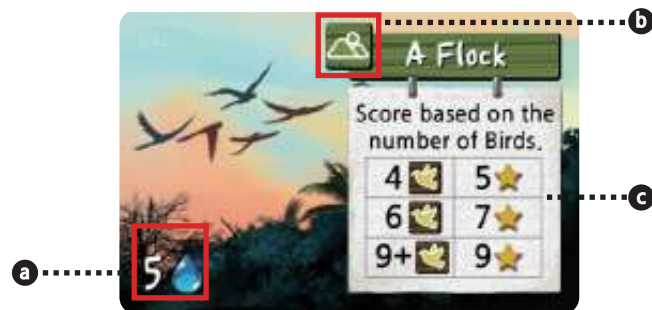 b
A Flock
Score based on the
number of Birds.
4 5
6 7
9+ 9
c
a
5